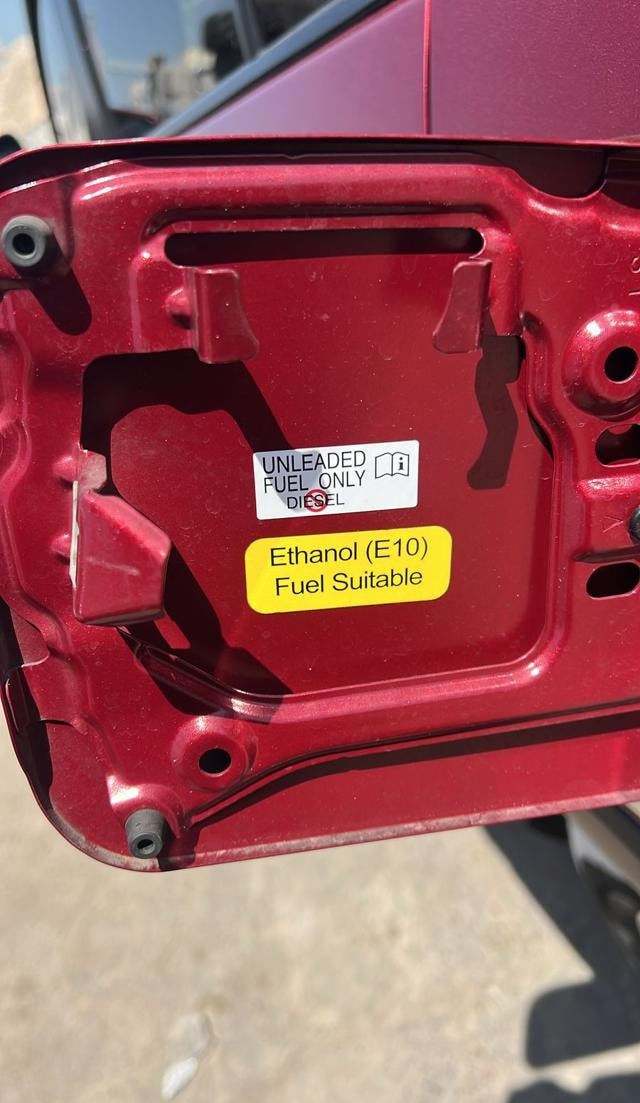 UNLEADED
FUEL ONLY
DIESEL
Ethanol (E10)
Fuel Suitable